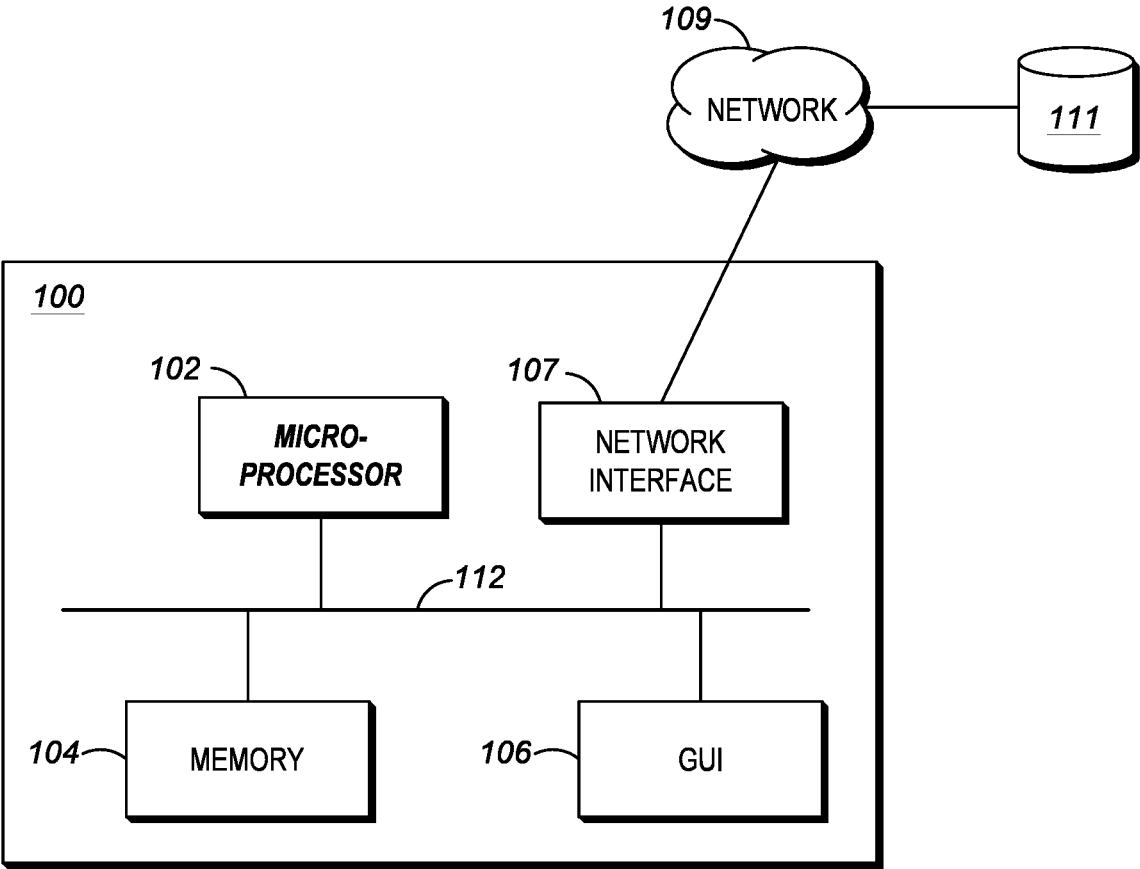 109
NETWORK
111
100
102
107
MICRO-
PROCESSOR
NETWORK
INTERFACE
112
104
MEMORY
106
GUI